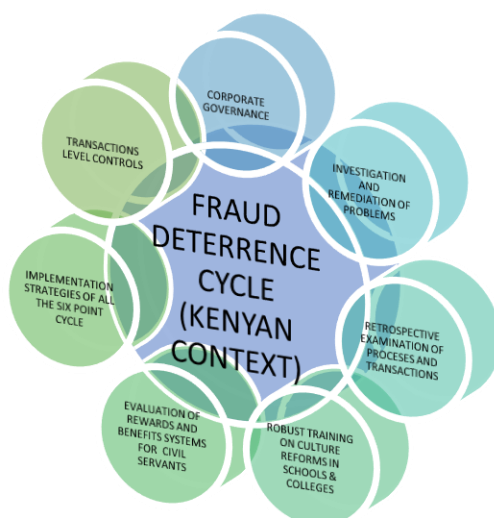 FRAUD
DETERRENCE
CYCLE
(KENYAN
CONTEXT)
CORPORATE
GOVERNANCE
INVESTIGATION
AND
REMEDIATION OF
PROBLEMS
RETROSPECTIVE
EXAMINATION OF
PROCESES AND
TRANSACTIONS
ROBUST TRAINING
ON CULTURE
REFORMS IN
SCHOOLS &
COLLEGES
EVALUATION OF
REWARDS AND
BENEFITS SYSTEMS
FOR CIVIL
SERVANTS
IMPLEMENTATION
STRATEGIES OF ALL
THE SIX POINT
CYCLE
TRANSACTIONS
LEVEL CONTROLS